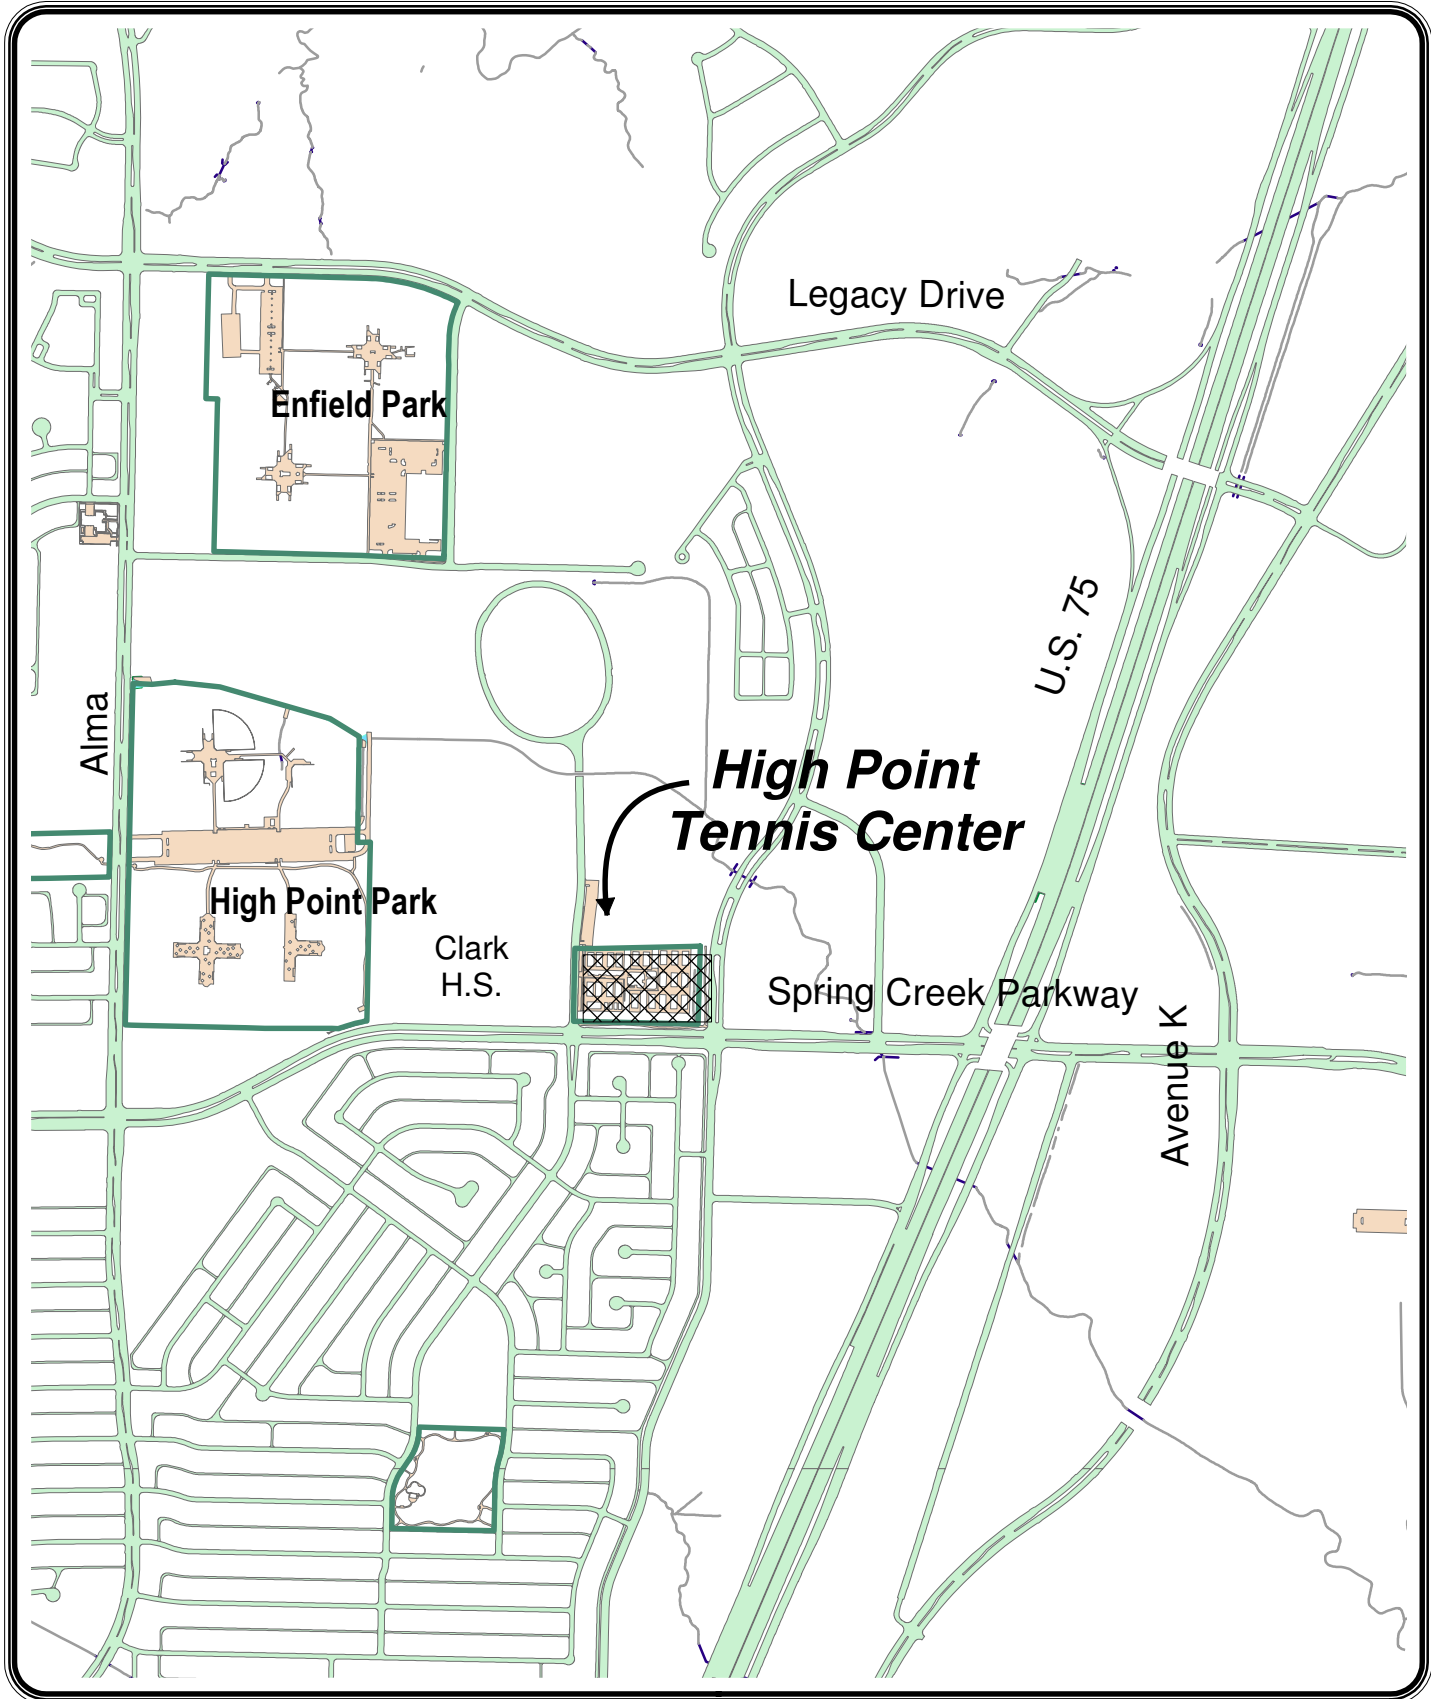 Legacy Drive
Enfield Park
U.S. 75
Alma
High Point
Tennis Center
High Point Park
Clark
H.S.
Spring Creek Parkway
Avenue K